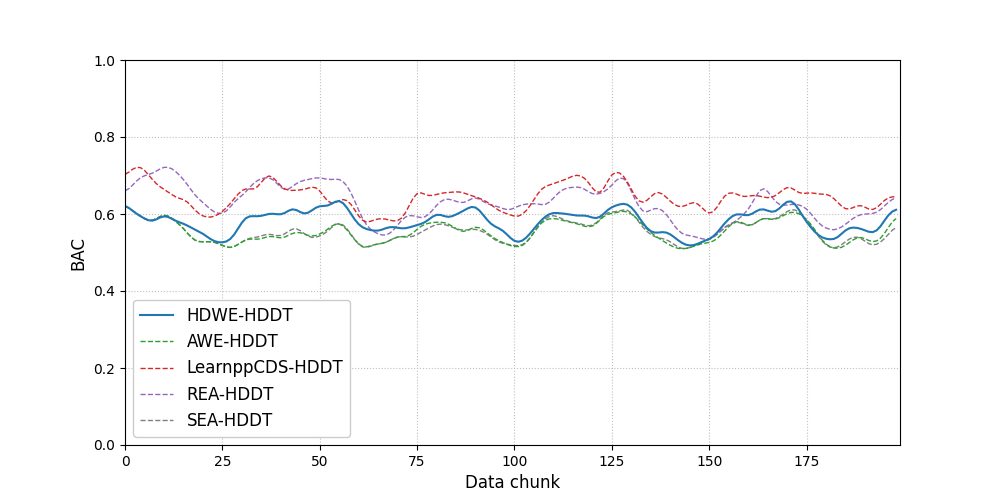 1.0
0.8
0.6
0.4
0.2
0.0
BAC
HDWE-HDDT
AWE-HDDT
LearnppCDS-HDDT
REA-HDDT
SEA-HDDT
0 25 50 75 100 125 150 175
Data chunk